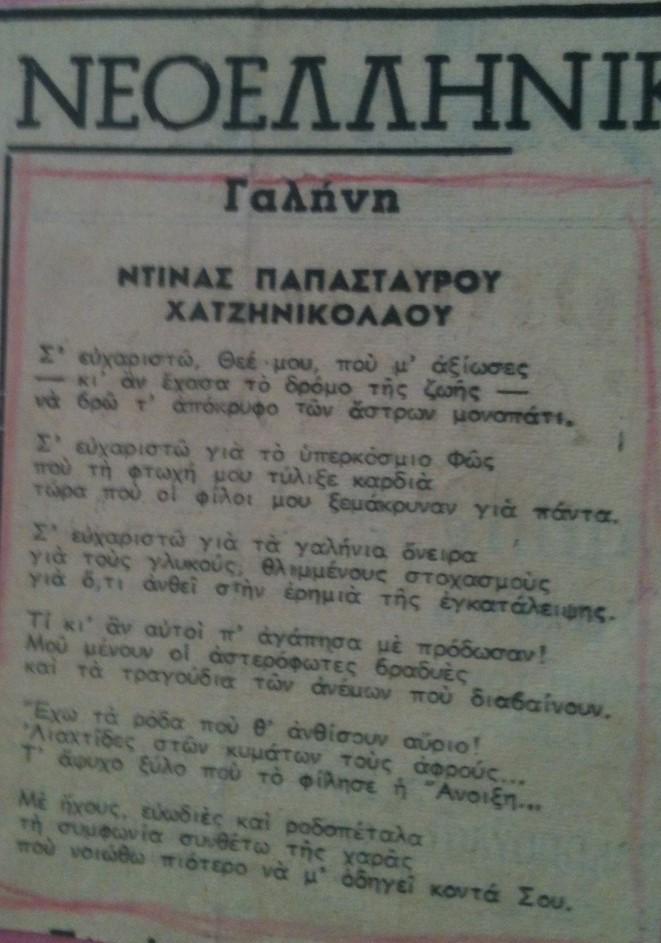 ΝΕΟΕΛΛΗΝΙΚ
Γαλήνη
ΝΤΙΝΑΣ ΠΑΠΑΣΤΑΥΡΟΥ
ΧΑΤΖΗΝΙΚΟΛΑΟΥ
Σ' εὐχαριστῶ, Θεέ μου, ποὺ μ' ἀξίωσες
— κι' ἂν ἔχασα τὸ δρόμο τῆς ζωῆς —
νὰ βρῶ τ' ἀπόκρυφο τῶν ἄστρων μονοπάτι.
Σ' εὐχαριστῶ γιὰ τὸ ὑπερκόσμιο Φῶς
ποὺ τὴ φτωχή μου τύλιξε καρδιὰ
τώρα ποὺ οἱ φίλοι μου ξεμάκρυναν γιὰ πάντα.
Σ' εὐχαριστῶ γιὰ τὰ γαλήνια ὄνειρα
γιὰ τοὺς γλυκούς, θλιμμένους στοχασμοὺς
γιὰ ὅ,τι ἀνθεῖ στὴν ἐρημιὰ τῆς ἐγκατάλειψης.
Τί κι' ἂν αὐτοὶ π' ἀγάπησα μὲ πρόδωσαν!
Μοῦ μένουν οἱ ἀστερόφωτες βραδυὲς
καὶ τὰ τραγούδια τῶν ἀνέμων ποὺ διαβαίνουν.
Ἔχω τὰ ρόδα ποὺ θ' ἀνθίσουν αὔριο!
Ἀλιαχτίδες στῶν κυμάτων τοὺς ἀφρούς...
Τ' ἄψυχο ξύλο ποὺ τὸ φίλησε ἡ Ἄνοιξη...
Μὲ ἤχους, εὐωδιὲς καὶ ροδοπέταλα
τὴ συμφωνία συνθέτω τῆς χαρᾶς
ποὺ νοιώθω πιότερο νὰ μ' ὁδηγεῖ κοντά Σου.